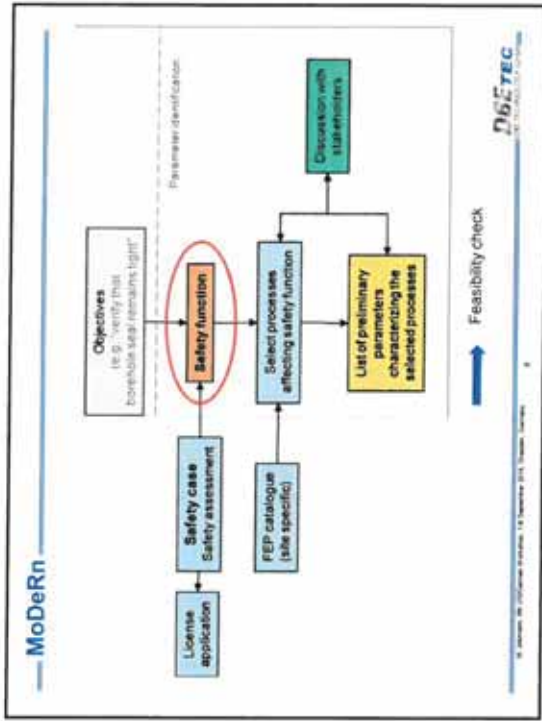 MoDeRn
Objectives
(e.g. "verify that
borehole seal remains tight"
Parameter identification
License
application
Safety case
Safety assessment
Safety function
FEP catalogue
(site specific)
Select processes
affecting safety function
Discussion with
stakeholders
List of preliminary
parameters
characterizing the
selected processes
Feasibility check